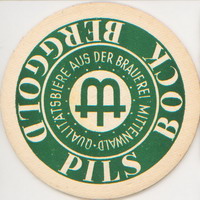 BERGGOLD PILS BOCK
QUALITÄTSBIERE AUS DER BRAUEREI MITTENWALD
M B